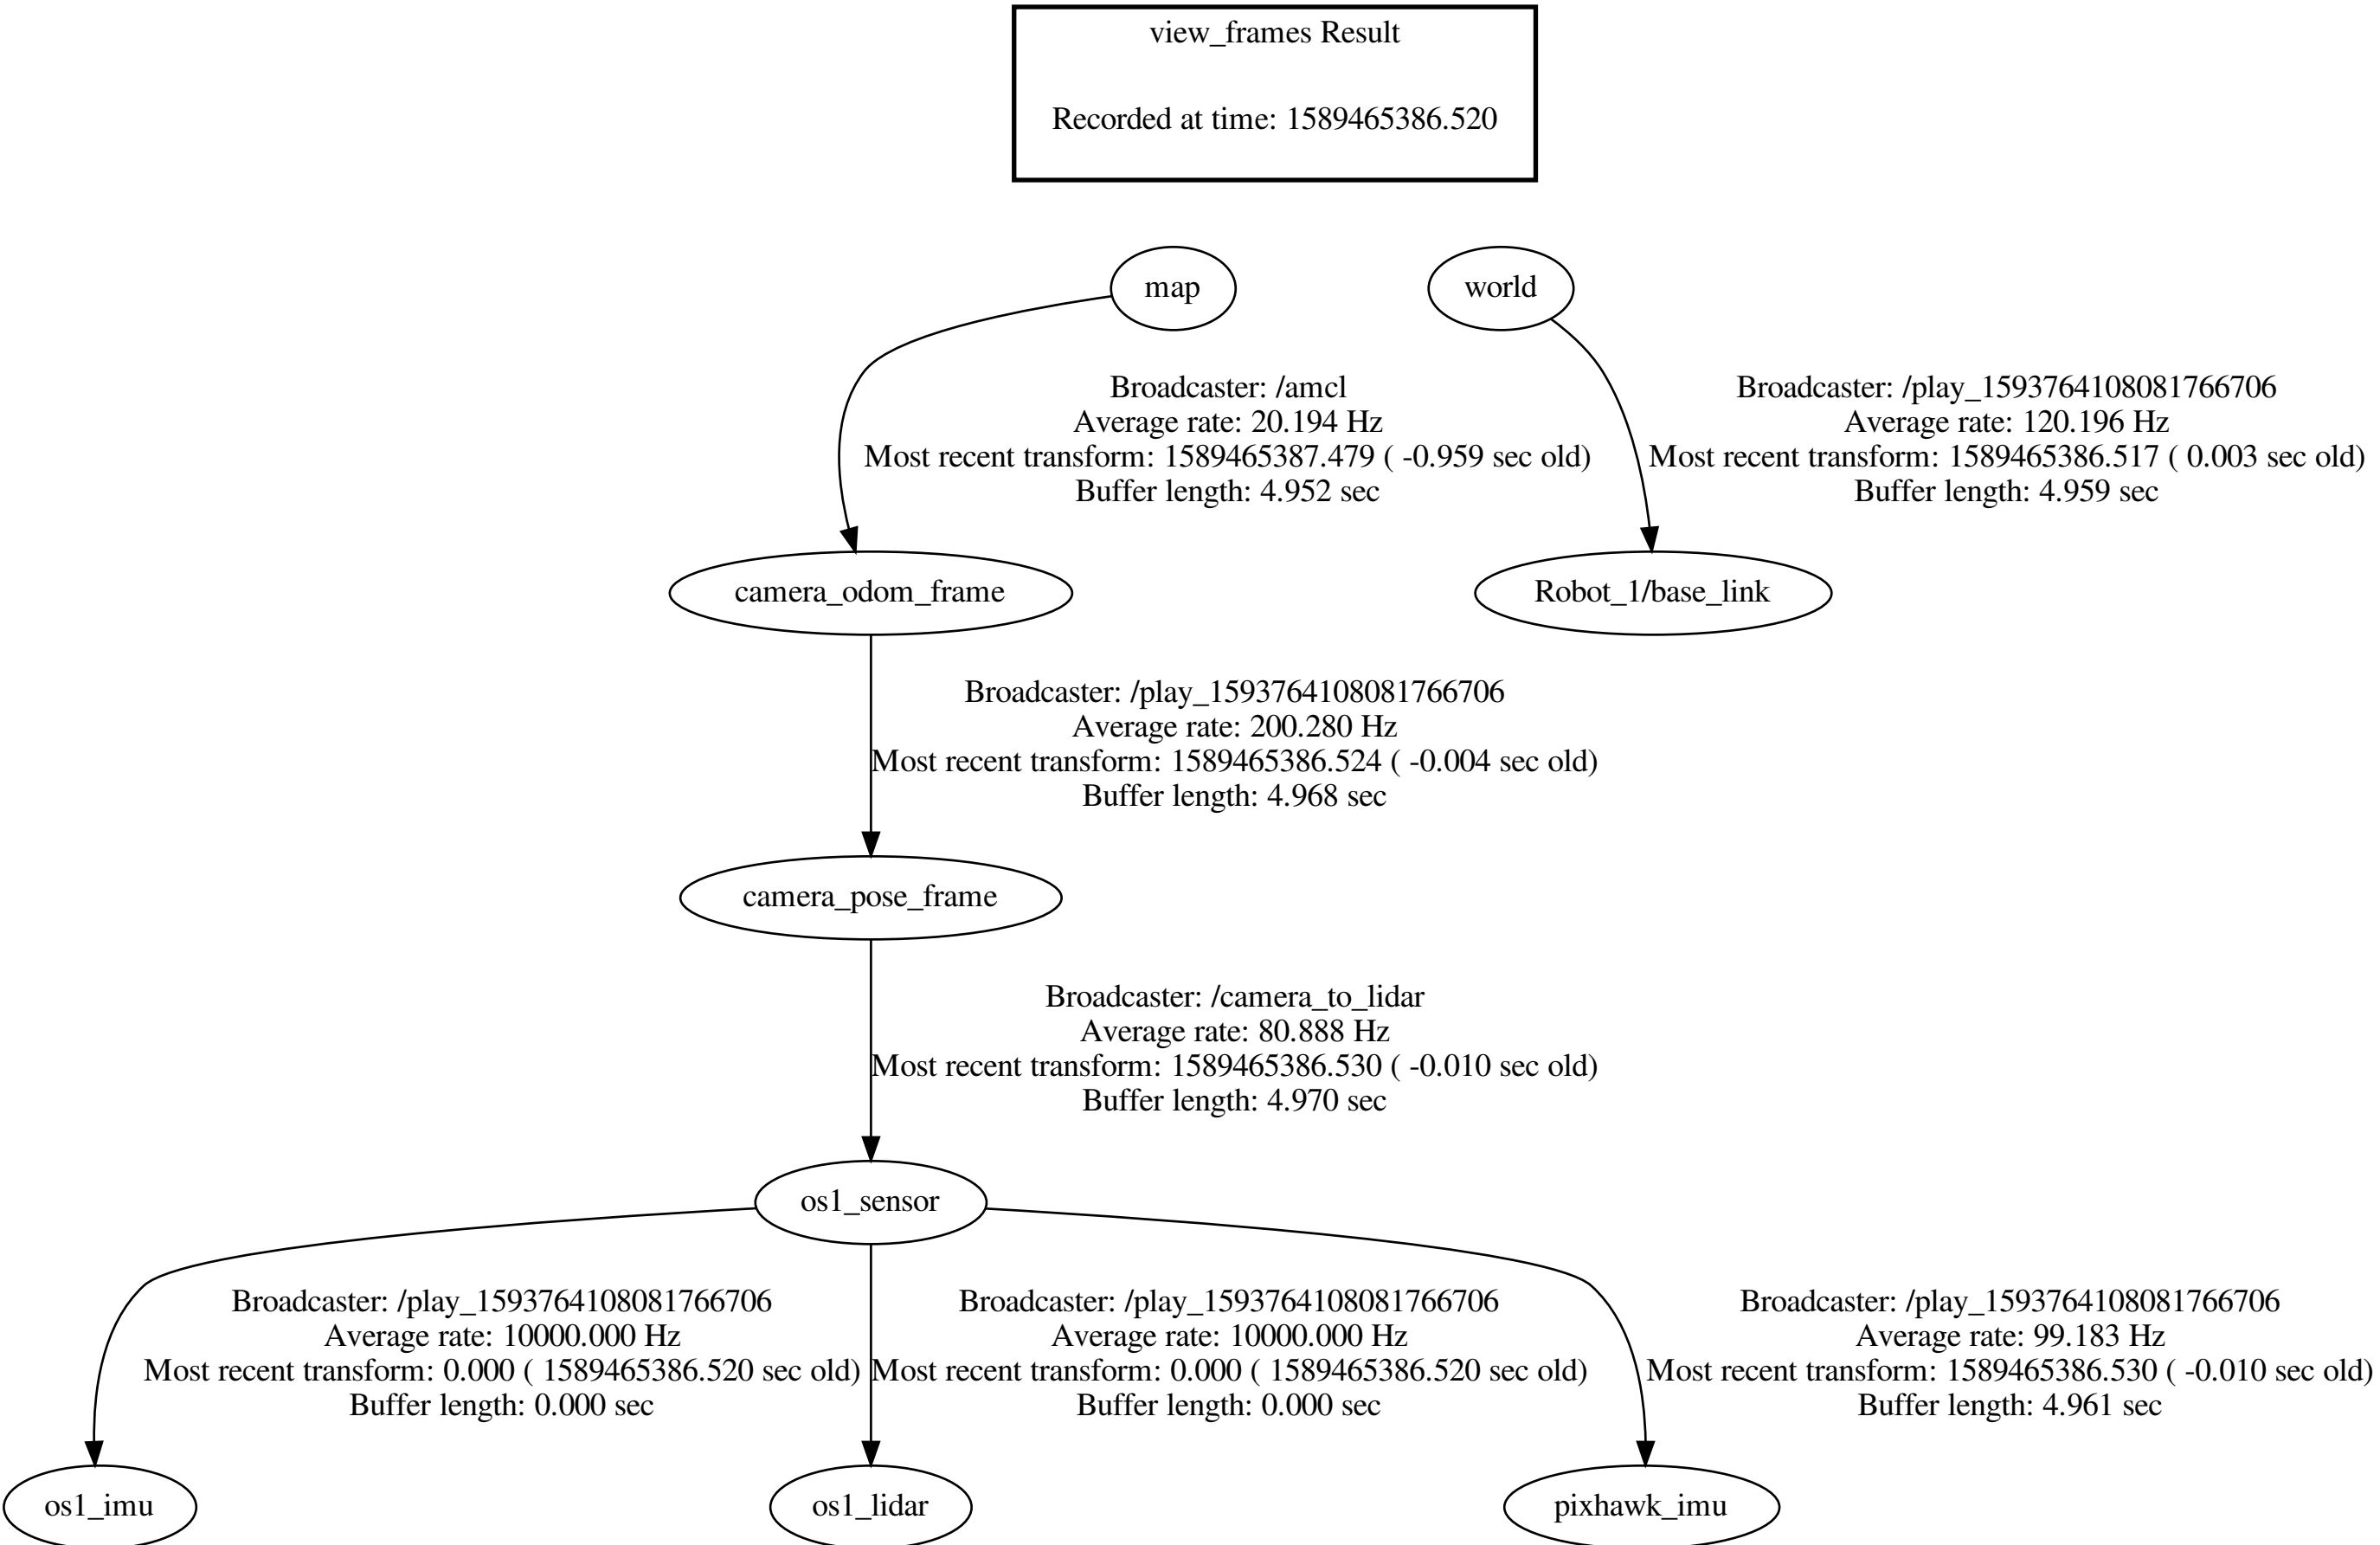 view_frames Result
Recorded at time: 1589465386.520
map
world
Broadcaster: /amcl
Average rate: 20.194 Hz
Most recent transform: 1589465387.479 ( -0.959 sec old)
Buffer length: 4.952 sec
Broadcaster: /play_1593764108081766706
Average rate: 120.196 Hz
Most recent transform: 1589465386.517 ( 0.003 sec old)
Buffer length: 4.959 sec
camera_odom_frame
Robot_1/base_link
Broadcaster: /play_1593764108081766706
Average rate: 200.280 Hz
Most recent transform: 1589465386.524 ( -0.004 sec old)
Buffer length: 4.968 sec
camera_pose_frame
Broadcaster: /camera_to_lidar
Average rate: 80.888 Hz
Most recent transform: 1589465386.530 ( -0.010 sec old)
Buffer length: 4.970 sec
os1_sensor
Broadcaster: /play_1593764108081766706
Average rate: 10000.000 Hz
Most recent transform: 0.000 ( 1589465386.520 sec old)
Buffer length: 0.000 sec
Broadcaster: /play_1593764108081766706
Average rate: 10000.000 Hz
Most recent transform: 0.000 ( 1589465386.520 sec old)
Buffer length: 0.000 sec
Broadcaster: /play_1593764108081766706
Average rate: 99.183 Hz
Most recent transform: 1589465386.530 ( -0.010 sec old)
Buffer length: 4.961 sec
os1_imu
os1_lidar
pixhawk_imu